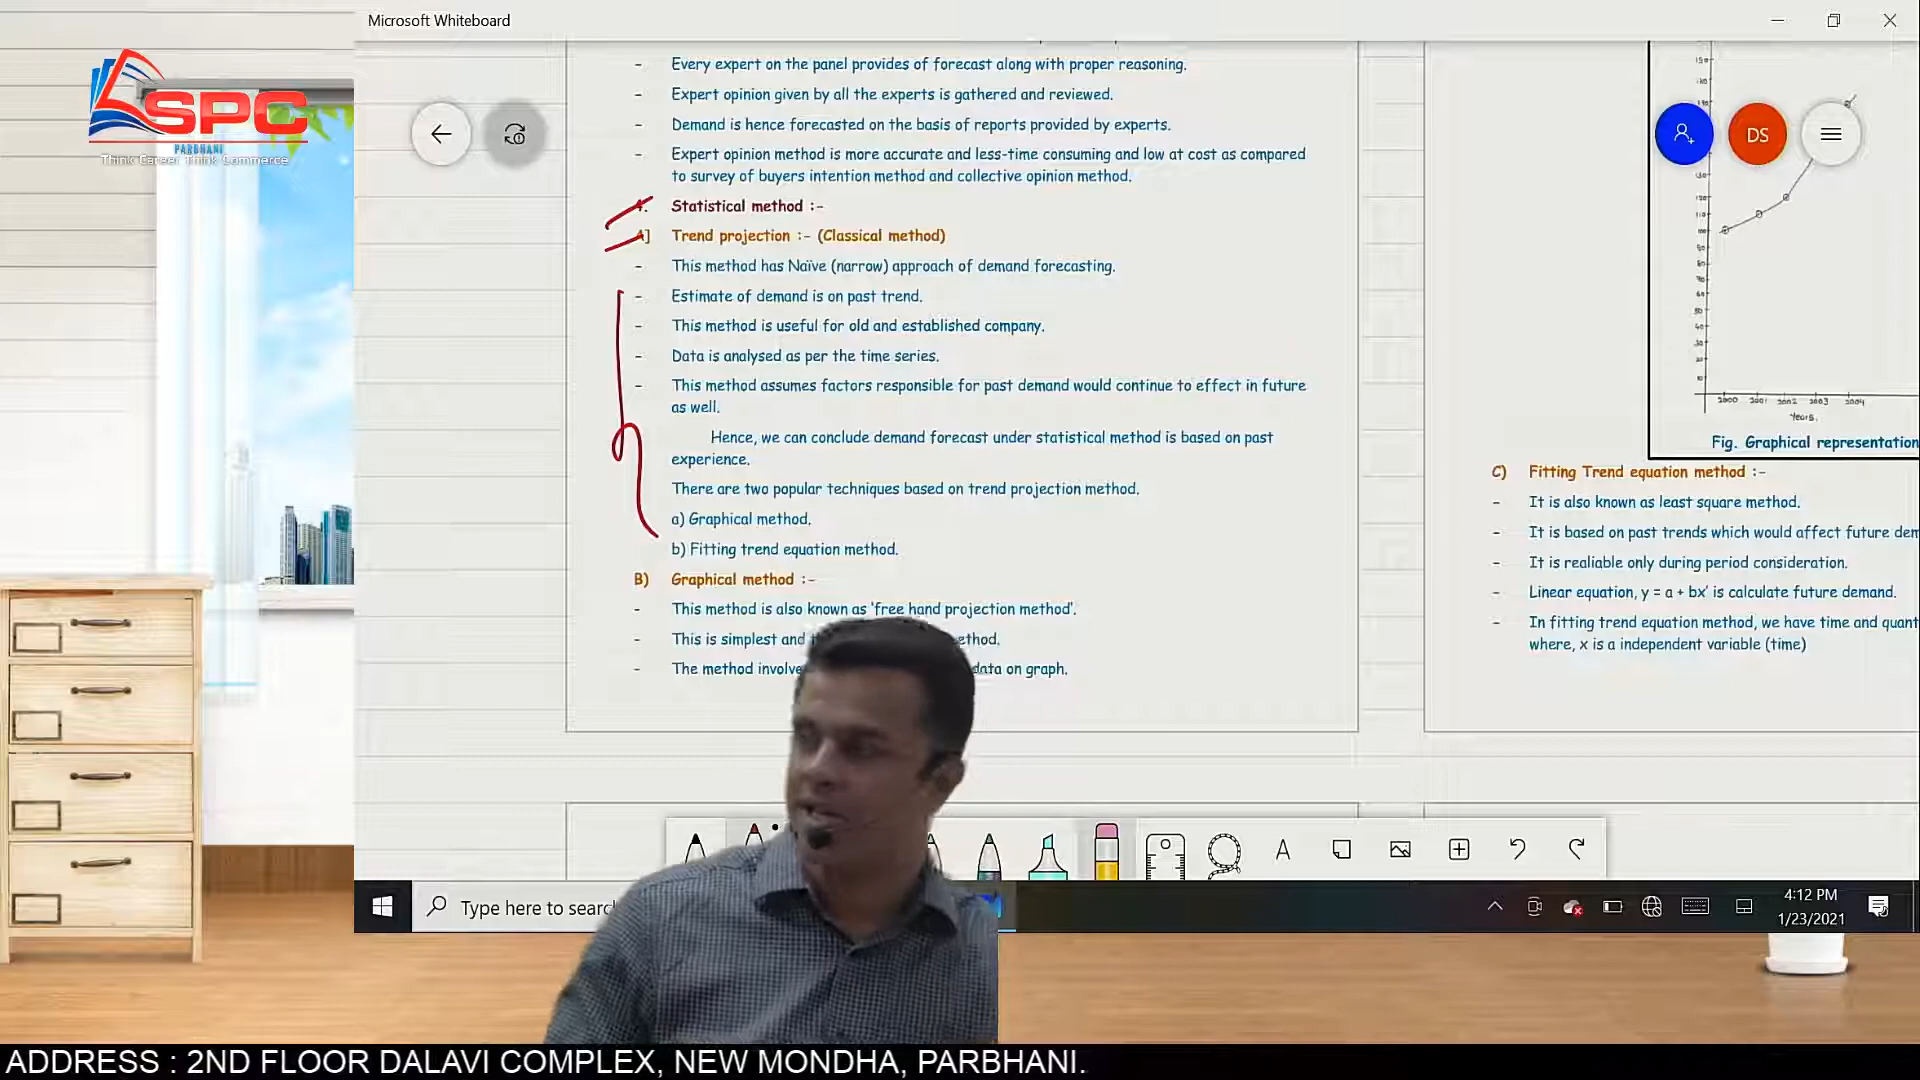 Microsoft Whiteboard
SPC
PARBHANI
Think Career Think Commerce
- Every expert on the panel provides of forecast along with proper reasoning.
- Expert opinion given by all the experts is gathered and reviewed.
- Demand is hence forecasted on the basis of reports provided by experts.
- Expert opinion method is more accurate and less-time consuming and low at cost as compared
to survey of buyers intention method and collective opinion method.
4. Statistical method :-
A] Trend projection :- (Classical method)
- This method has Naïve (narrow) approach of demand forecasting.
- Estimate of demand is on past trend.
- This method is useful for old and established company.
- Data is analysed as per the time series.
- This method assumes factors responsible for past demand would continue to effect in future
as well.
Hence, we can conclude demand forecast under statistical method is based on past
experience.
There are two popular techniques based on trend projection method.
a) Graphical method.
b) Fitting trend equation method.
B) Graphical method :-
- This method is also known as 'free hand projection method'.
- This is simplest and method.
- The method data on graph.
DS
2000 2001 2002 2003 2004
Years.
Fig. Graphical representation
C) Fitting Trend equation method :-
- It is also known as least square method.
- It is based on past trends which would affect future
- It is realiable only during period consideration.
- Linear equation, y = a + bx' is calculate future demand.
- In fitting trend equation method, we have time and
where, x is a independent variable (time)
Type here to
4:12 PM
1/23/2021
ADDRESS : 2ND FLOOR DALAVI COMPLEX, NEW MONDHA, PARBHANI.